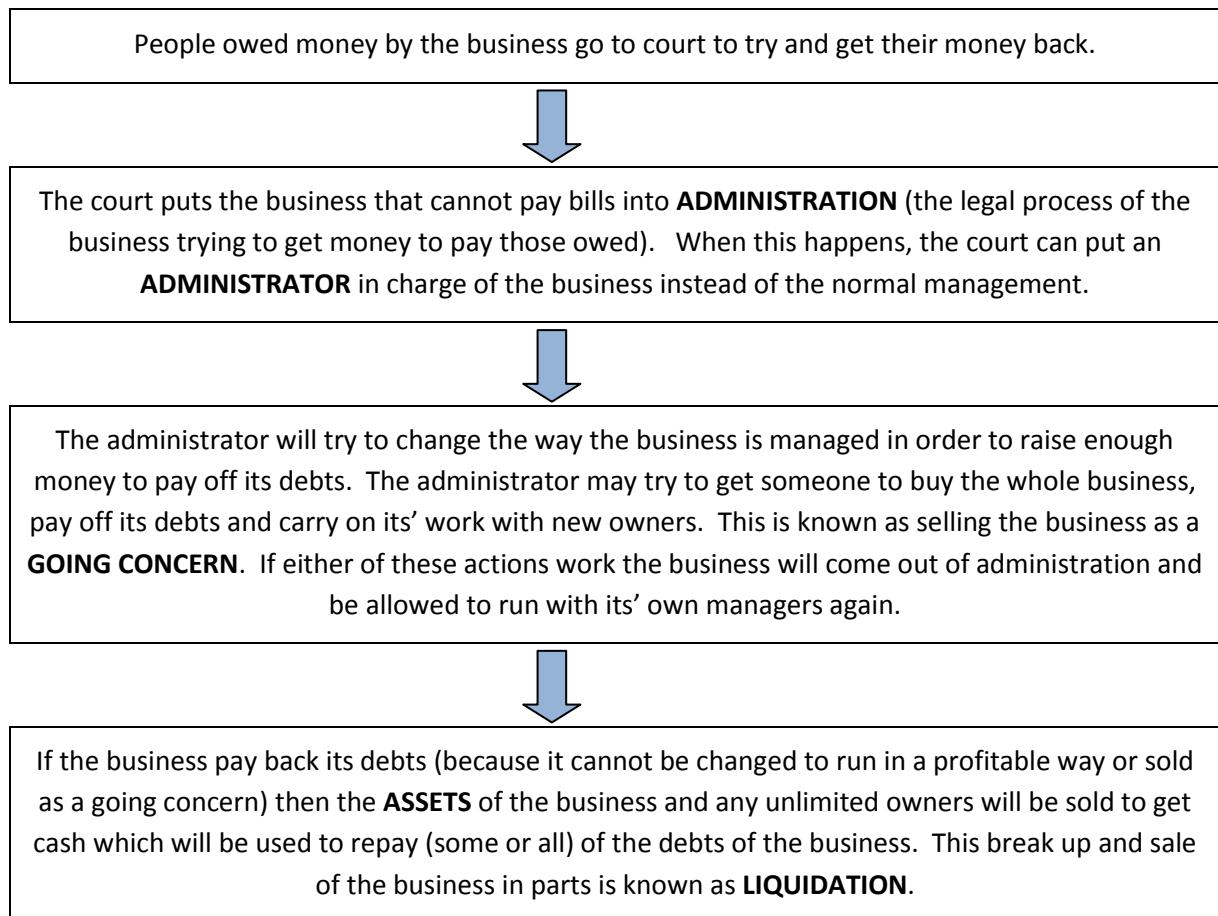 People owed money by the business go to court to try and get their money back.
The court puts the business that cannot pay bills into ADMINISTRATION (the legal process of the
business trying to get money to pay those owed). When this happens, the court can put an
ADMINISTRATOR in charge of the business instead of the normal management.
The administrator will try to change the way the business is managed in order to raise enough
money to pay off its debts. The administrator may try to get someone to buy the whole business,
pay off its debts and carry on its’ work with new owners. This is known as selling the business as a
GOING CONCERN. If either of these actions work the business will come out of administration and
be allowed to run with its’ own managers again.
If the business pay back its debts (because it cannot be changed to run in a profitable way or sold
as a going concern) then the ASSETS of the business and any unlimited owners will be sold to get
cash which will be used to repay (some or all) of the debts of the business. This break up and sale
of the business in parts is known as LIQUIDATION.